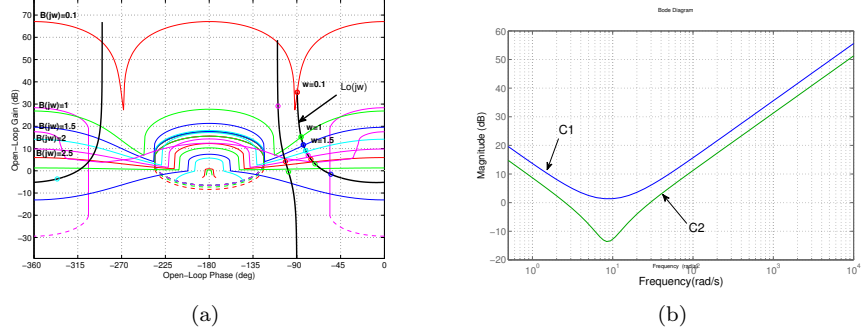 70
60
50
40
30
20
10
0
−10
−20
−30
Open−Loop Gain (dB)
B(jw)=0.1
B(jw)=1
B(jw)=1.5
B(jw)=2
B(jw)=2.5
w=0.1
Lo(jw)
w=1
w=1.5
−360 −315 −270 −225 −180 −135 −90 −45 0
Open−Loop Phase (deg)
(a)
Bode Diagram
60
50
40
30
20
10
0
−10
−20
Magnitude (dB)
C1
C2
10^0 10^1 10^2 10^3 10^4
Frequency (rad/s)
Frequency(rad/s)
(b)